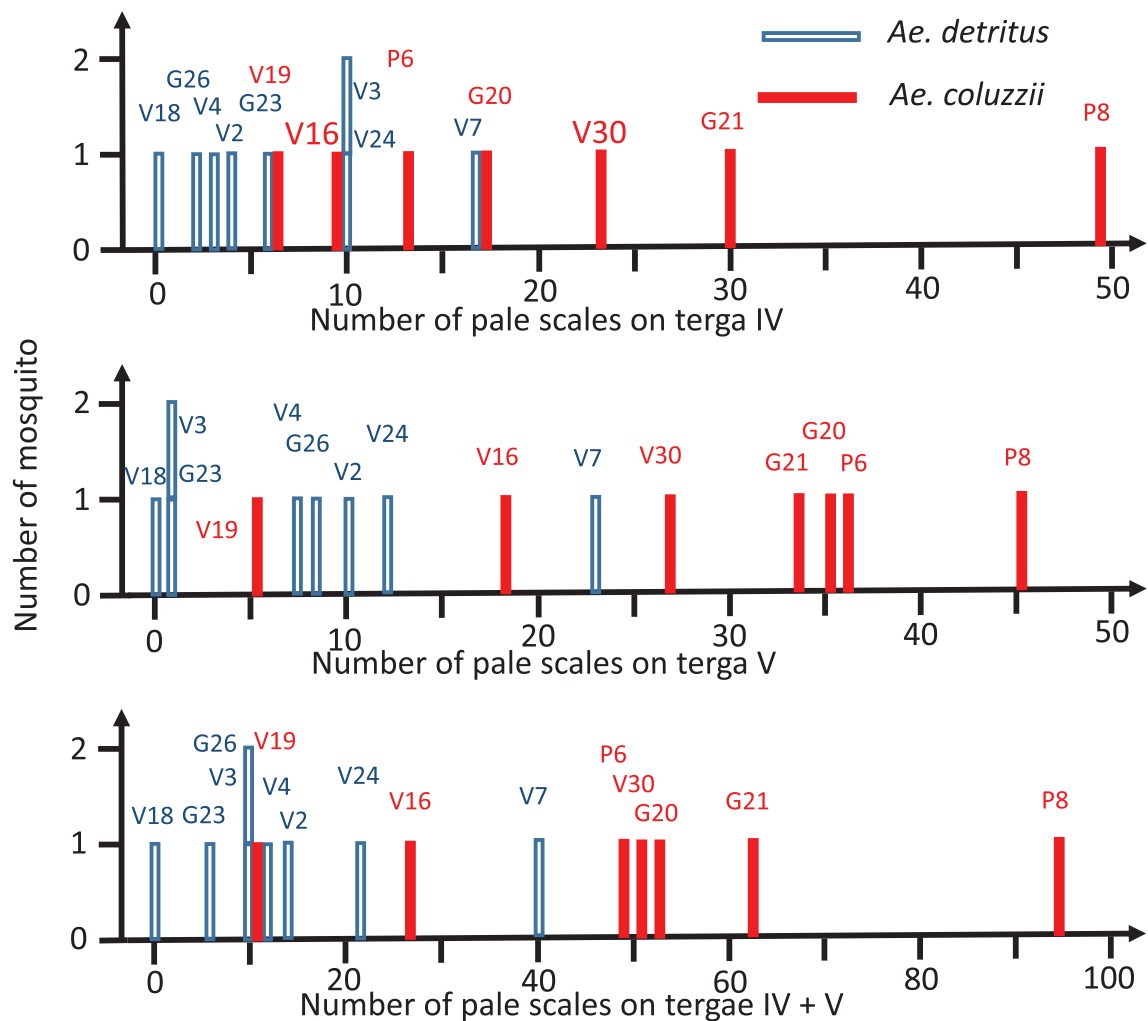 Ae. detritus
Ae. coluzzii
Number of mosquito
2
1
0
V18
G26
V4
V2
V19
G23
V16
V3
V24
P6
G20
V7
V30
G21
P8
0 10 20 30 40 50
Number of pale scales on terga IV
2
1
0
V18
V3
G23
V19
V4
G26
V2
V24
V16
V7
V30
G21
G20
P6
P8
0 10 20 30 40 50
Number of pale scales on terga V
2
1
0
V18
G23
G26
V3
V19
V4
V2
V24
V16
V7
P6
V30
G20
G21
P8
0 20 40 60 80 100
Number of pale scales on tergae IV + V